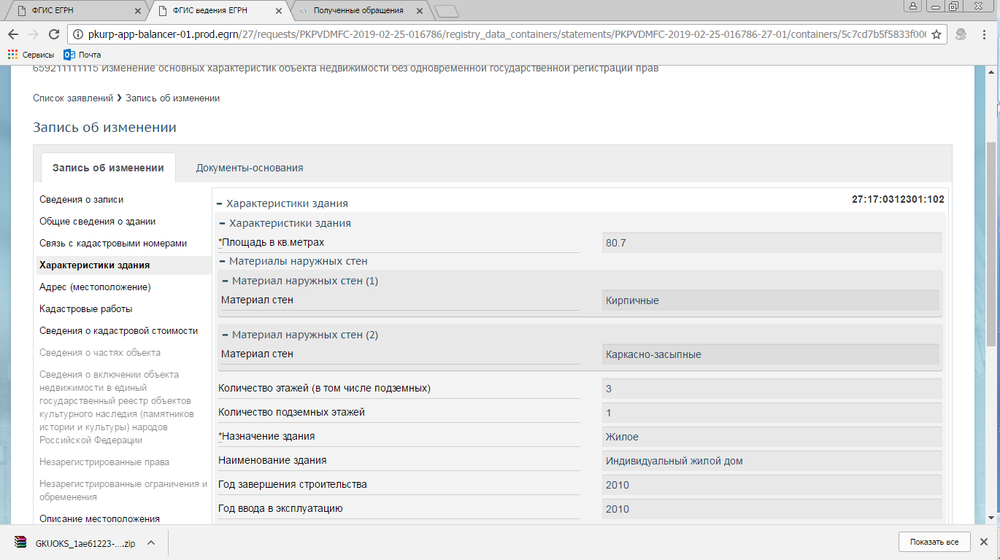 ФГИС ЕГРН
ФГИС ведения ЕГРН
Полученные обращения
pkurp-app-balancer-01.prod.egrn/27/requests/PKPVDMFC-2019-02-25-016786/registry_data_containers/statements/PKPVDMFC-2019-02-25-016786-27-01/containers/5c7cd7b5f5833f00
Сервисы
Почта
659211111115 Изменение основных характеристик объекта недвижимости без одновременной государственной регистрации прав
Список заявлений ❯ Запись об изменении
Запись об изменении
Запись об изменении
Документы-основания
Сведения о записи
Общие сведения о здании
Связь с кадастровыми номерами
Характеристики здания
Адрес (местоположение)
Кадастровые работы
Сведения о кадастровой стоимости
Сведения о частях объекта
Сведения о включении объекта
недвижимости в единый
государственный реестр объектов
культурного наследия (памятников
истории и культуры) народов
Российской Федерации
Незарегистрированные права
Незарегистрированные ограничения и
обременения
Описание местоположения
27:17:0312301:102
Характеристики здания
Характеристики здания
*Площадь в кв.метрах 80.7
Материалы наружных стен
Материал наружных стен (1)
Материал стен Кирпичные
Материал наружных стен (2)
Материал стен Каркасно-засыпные
Количество этажей (в том числе подземных) 3
Количество подземных этажей 1
*Назначение здания Жилое
Наименование здания Индивидуальный жилой дом
Год завершения строительства 2010
Год ввода в эксплуатацию 2010
GKUOKS_1ae61223-....zip
Показать все